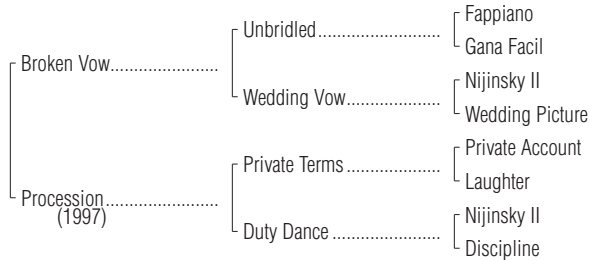 Fappiano
Unbridled..........................
Gana Facil
Broken Vow.......................
Nijinsky II
Wedding Vow....................
Wedding Picture
Private Account
Private Terms ....................
Laughter
Procession........................
(1997)
Nijinsky II
Duty Dance .......................
Discipline